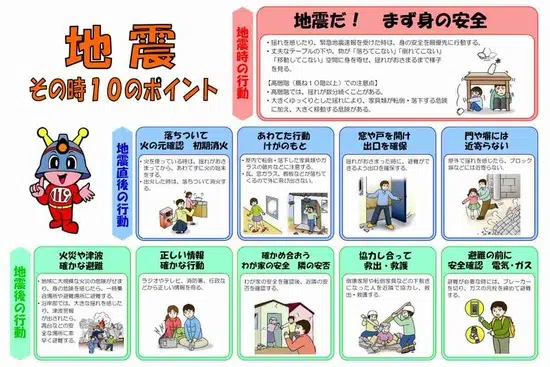 地震
その時10のポイント
地震時の行動
地震だ! まず身の安全
・揺れを感じたり、緊急地震速報を受けた時は、身の安全を最優先に行動する。
・丈夫なテーブルの下や、物が「落ちてこない」「倒れてこない」
「移動してこない」空間に身を寄せ、揺れがおさまるまで様子
を見る。
【高層階（概ね10階以上）での注意点】
・高層階では、揺れが数分続くことがある。
・大きくゆっくりとした揺れにより、家具類が転倒・落下する危険
に加え、大きく移動する危険がある。
地震直後の行動
落ちついて
火の元確認 初期消火
・火を使っている時は、揺れがお
さまってから、あわてずに火の始末
をする。
・出火した時は、落ちついて消火す
る。
あわてた行動
けがのもと
・屋内で転倒・落下した家具類やガ
ラスの破片などに注意する。
・瓦、窓ガラス、看板などが落ちて
くるので外に飛び出さない。
窓や戸を開け
出口を確保
揺れがおさまった時に、避難がで
きるよう出口を確保する。
門や塀には
近寄らない
屋外で揺れを感じたら、ブロック
塀などには近寄らない。
119
地震後の行動
火災や津波
確かな避難
・地域に大規模な火災の危険がせま
り、身の危険を感じたら、一時集
合場所や避難場所に避難する。
・沿岸部では、大きな揺れを感じた
り、津波警報
が出されたら、
高台などの安
全な場所に素
早く避難する。
正しい情報
確かな行動
ラジオやテレビ、消防署、行政な
どから正しい情報を得る。
確かめ合おう
わが家の安全 隣の安否
わが家の安全を確認後、近隣の安
否を確認する。
協力し合って
救出・救護
倒壊家屋や転倒家具などの下敷き
になった人を近隣で協力し、救
出・救護する。
避難の前に
安全確認 電気・ガス
避難が必要な時には、ブレーカー
を切り、ガスの元栓を締めて避難
する。